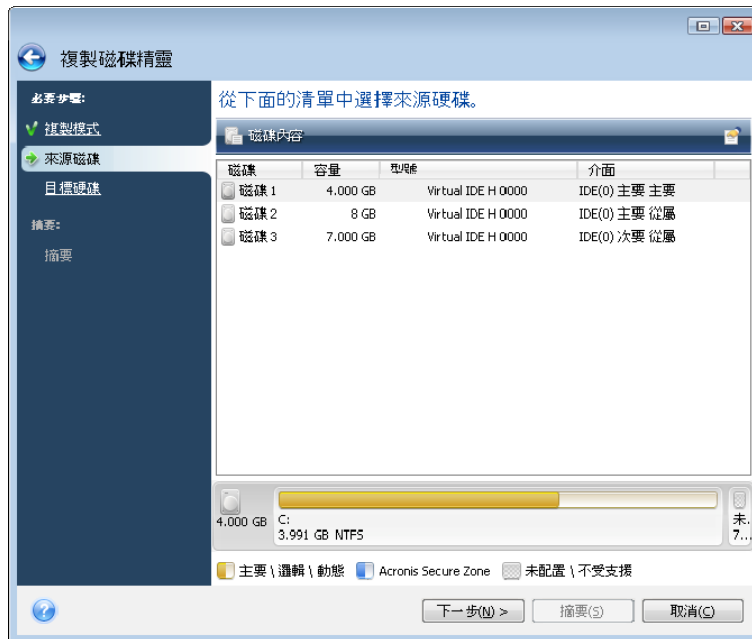 複製磁碟精靈
必要步驟:
複製模式
來源磁碟
目標硬碟
摘要:
摘要
從下面的清單中選擇來源硬碟。
磁碟內容
磁碟 容量 型號 介面
磁碟 1 4.000 GB Virtual IDE H 0000 IDE(0) 主要 主要
磁碟 2 8 GB Virtual IDE H 0000 IDE(0) 主要 從屬
磁碟 3 7.000 GB Virtual IDE H 0000 IDE(0) 次要 從屬
4.000 GB
C:
3.991 GB NTFS
未.
7...
主要 \ 邏輯 \ 動態 Acronis Secure Zone 未配置 \ 不受支援
下一步(N) > 摘要(S) 取消(C)